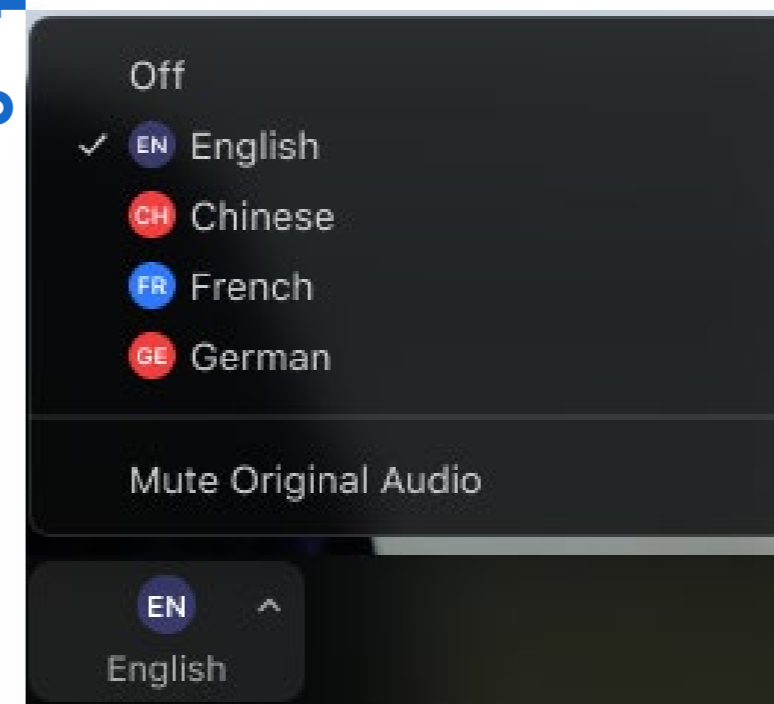 Off
EN English
CH Chinese
FR French
GE German
Mute Original Audio
EN
English